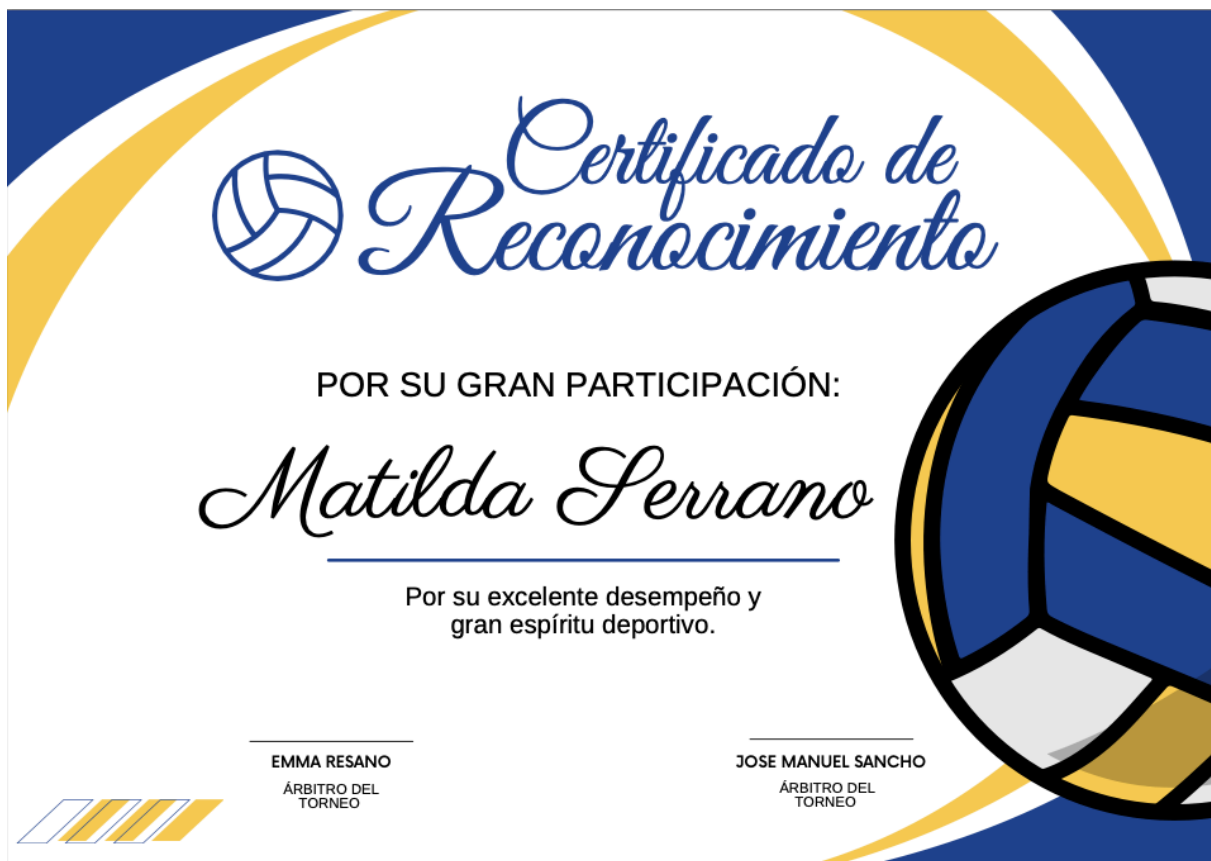 Certificado de
Reconocimiento
POR SU GRAN PARTICIPACIÓN:
Matilda Serrano
Por su excelente desempeño y
gran espíritu deportivo.
EMMA RESANO
ÁRBITRO DEL
TORNEO
JOSE MANUEL SANCHO
ÁRBITRO DEL
TORNEO